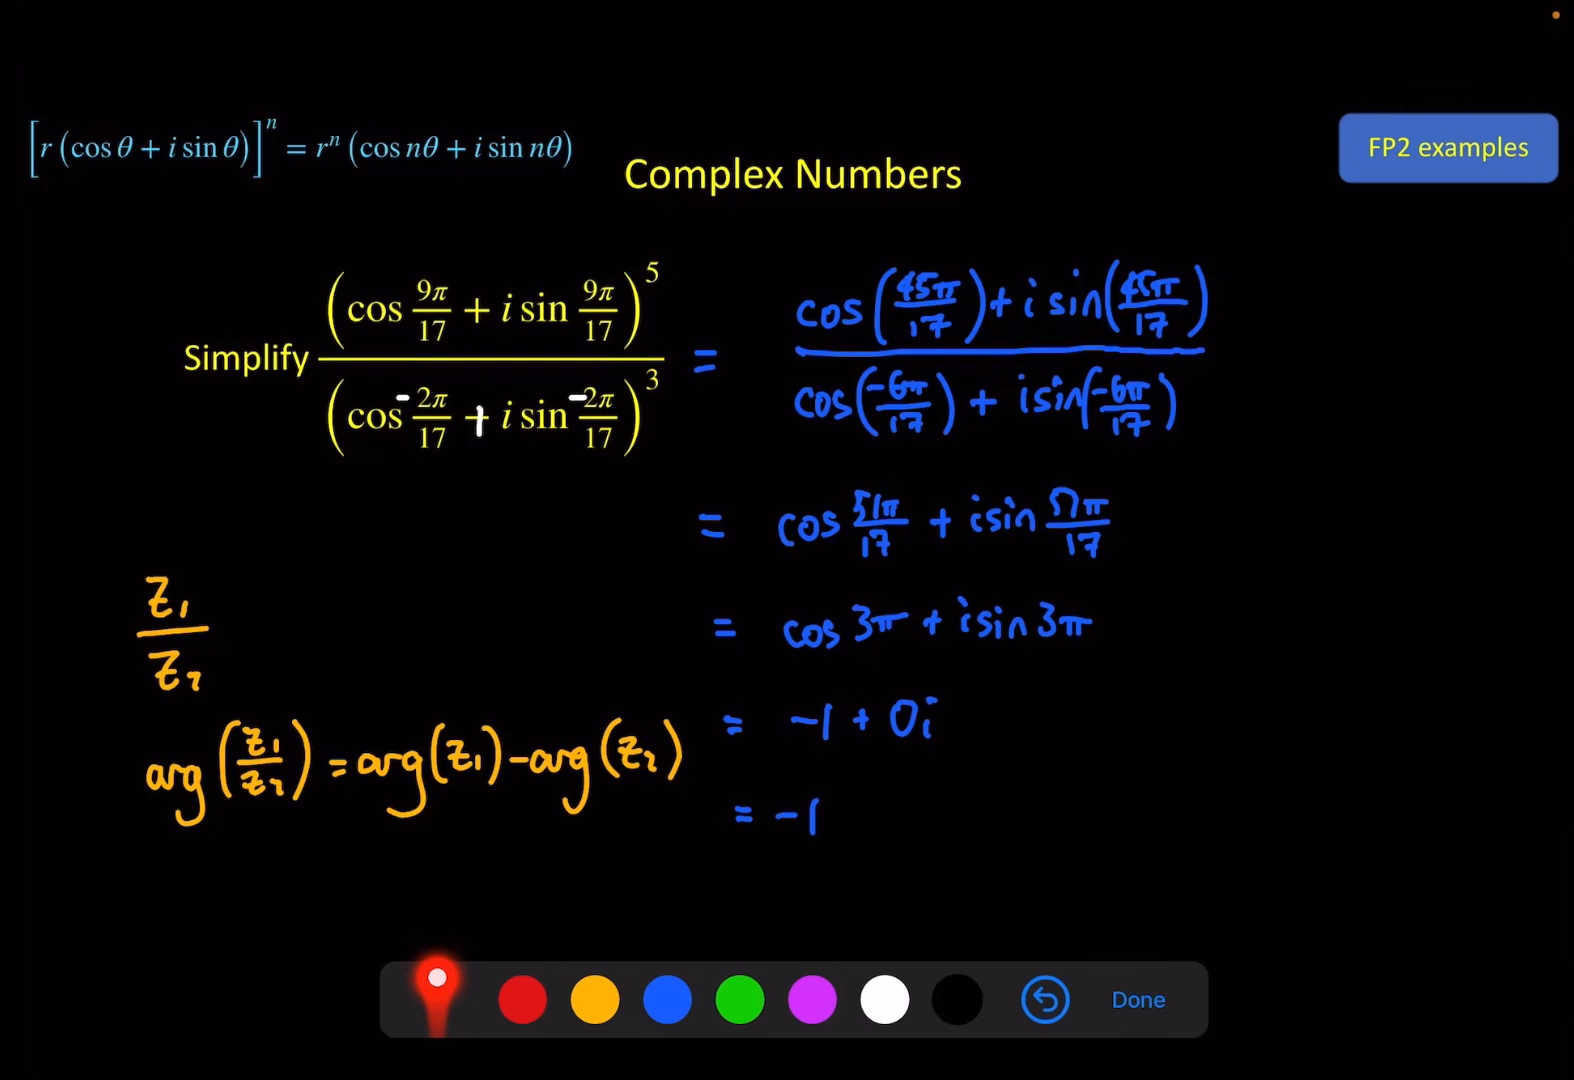 [r (cos θ + i sin θ)]ⁿ = rⁿ (cos nθ + i sin nθ)
FP2 examples
Complex Numbers
Simplify (cos 9π/17 + i sin 9π/17)⁵ / (cos -2π/17 + i sin -2π/17)³ = (cos(45π/17) + i sin(45π/17)) / (cos(-6π/17) + i sin(-6π/17))
= cos 51π/17 + i sin 51π/17
= cos 3π + i sin 3π
= -1 + 0i
= -1
z₁/z₂
arg(z₁/z₂) = arg(z₁) - arg(z₂)
Done